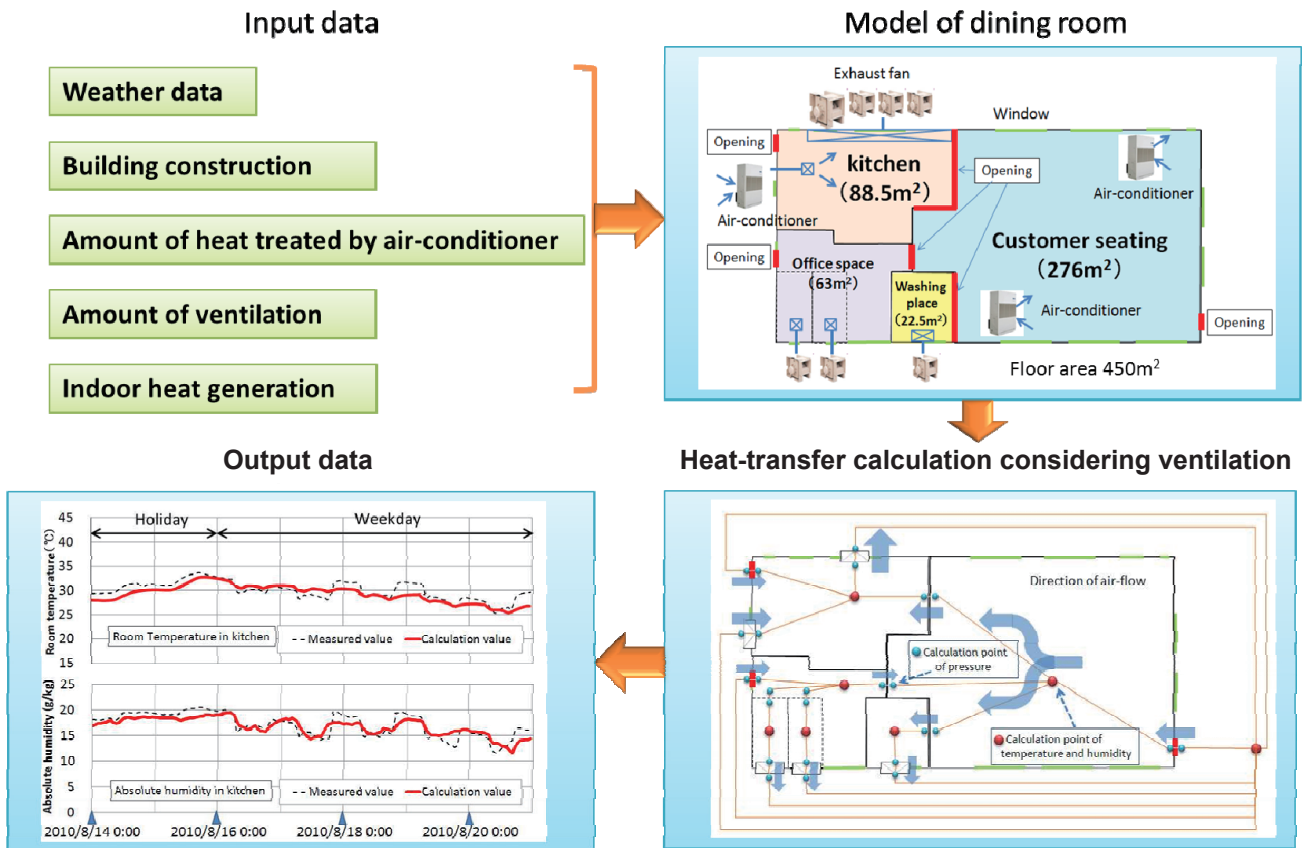 Input data
Weather data
Building construction
Amount of heat treated by air-conditioner
Amount of ventilation
Indoor heat generation
Model of dining room
Exhaust fan
Window
Opening
kitchen
(88.5m²)
Opening
Air-conditioner
Air-conditioner
Opening
Office space
(63m²)
Customer seating
(276m²)
Washing
place
(22.5m²)
Air-conditioner
Opening
Floor area 450m²
Output data
45
40
35
30
25
20
15
Room temperature(℃)
Holiday
Weekday
Room Temperature in kitchen
Measured value
Calculation value
25
20
15
10
5
0
Absolute humidity (g/kg)
Absolute humidity in kitchen
Measured value
Calculation value
2010/8/14 0:00
2010/8/16 0:00
2010/8/18 0:00
2010/8/20 0:00
Heat-transfer calculation considering ventilation
Direction of air-flow
Calculation point
of pressure
Calculation point of
temperature and humidity